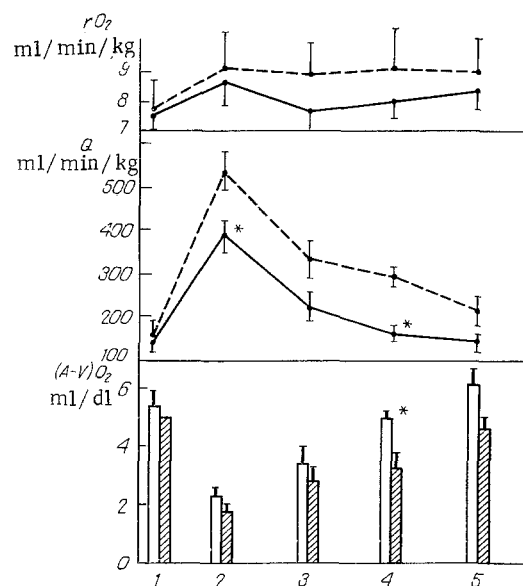 rO₂
ml/min/kg
9
8
7
Q
ml/min/kg
500
400
300
200
100
*
*
(A-V)O₂
ml/dl
6
4
2
0
*
1 2 3 4 5